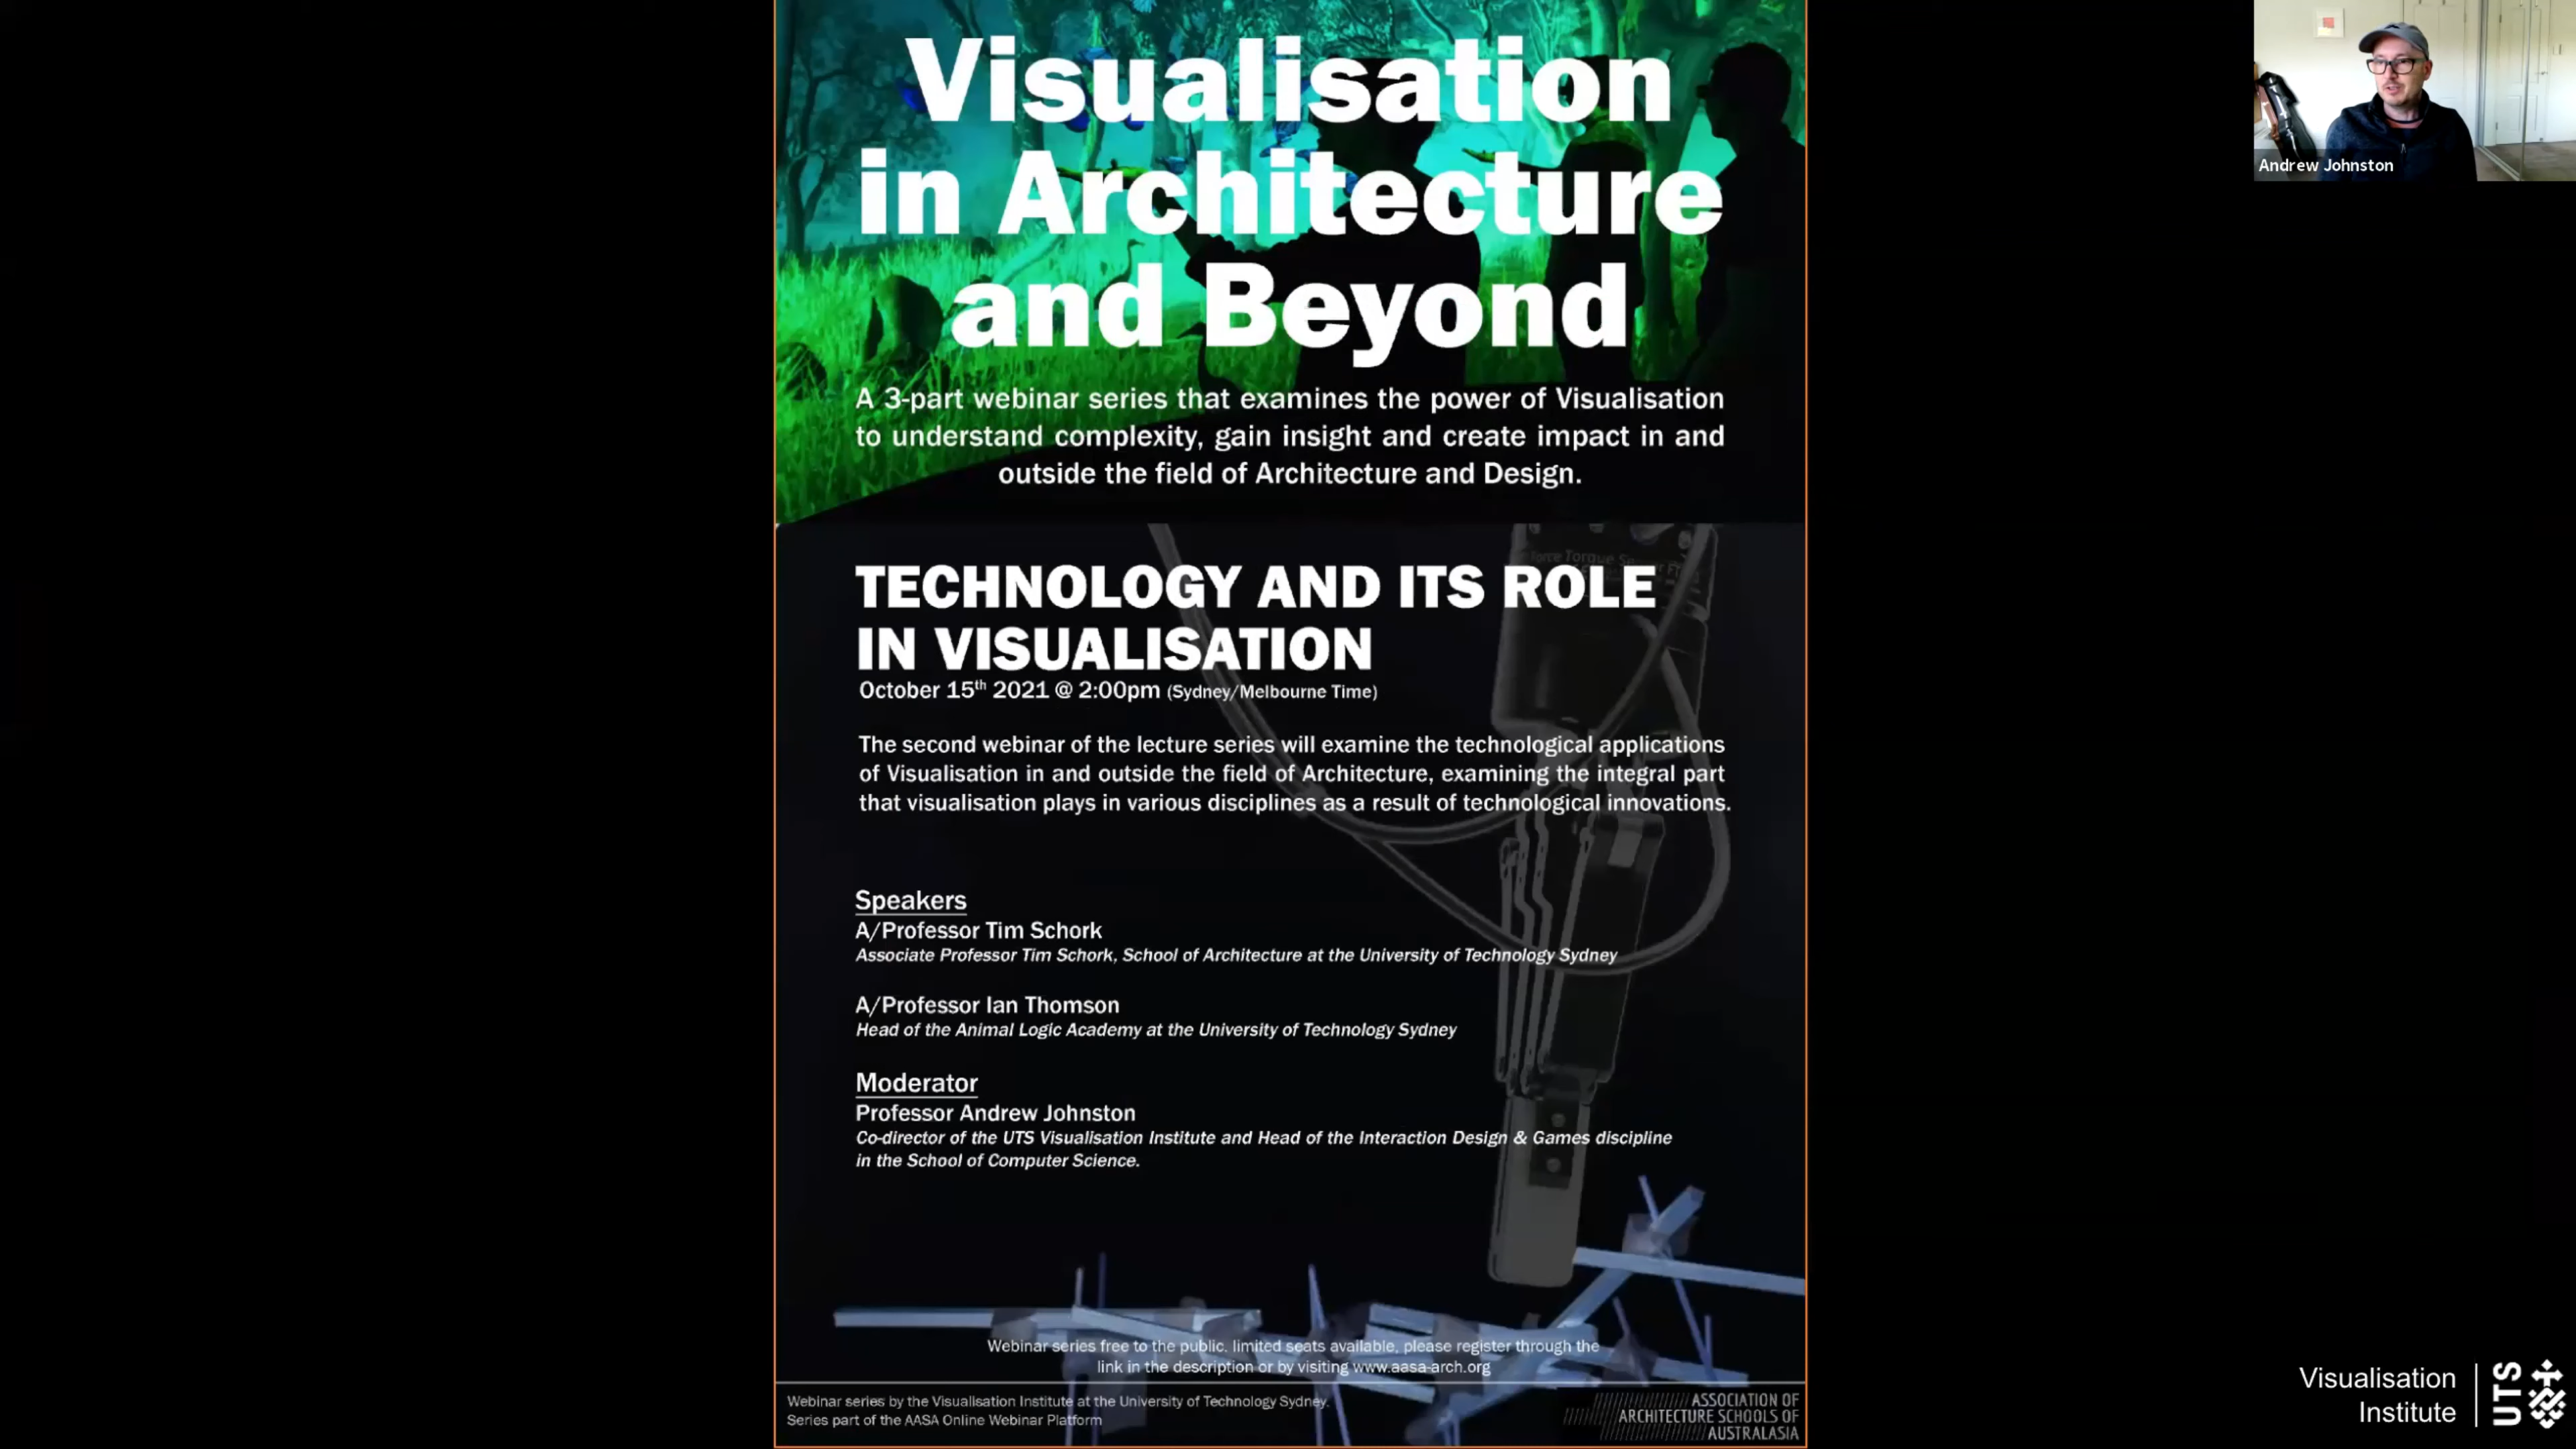 Visualisation
in Architecture
and Beyond
A 3-part webinar series that examines the power of Visualisation
to understand complexity, gain insight and create impact in and
outside the field of Architecture and Design.
TECHNOLOGY AND ITS ROLE
IN VISUALISATION
October 15th 2021 @ 2:00pm (Sydney/Melbourne Time)
The second webinar of the lecture series will examine the technological applications
of Visualisation in and outside the field of Architecture, examining the integral part
that visualisation plays in various disciplines as a result of technological innovations.
Speakers
A/Professor Tim Schork
Associate Professor Tim Schork, School of Architecture at the University of Technology Sydney
A/Professor Ian Thomson
Head of the Animal Logic Academy at the University of Technology Sydney
Moderator
Professor Andrew Johnston
Co-director of the UTS Visualisation Institute and Head of the Interaction Design & Games discipline
in the School of Computer Science.
Webinar series free to the public. limited seats available, please register through the
link in the description or by visiting www.aasa-arch.org
Webinar series by the Visualisation Institute at the University of Technology Sydney.
Series part of the AASA Online Webinar Platform
ASSOCIATION OF
ARCHITECTURE SCHOOLS OF
AUSTRALASIA
Force Torque
Andrew Johnston
Visualisation
Institute
UTS